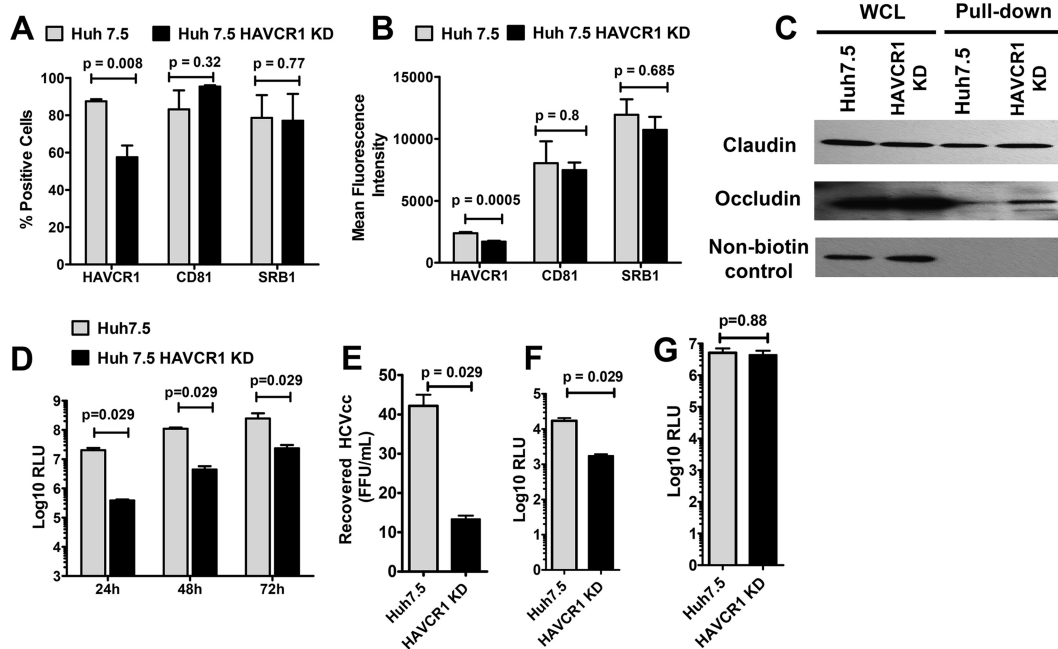 A
Huh 7.5
Huh 7.5 HAVCR1 KD
p = 0.008
p = 0.32
p = 0.77
% Positive Cells
100
80
60
40
20
0
HAVCR1
CD81
SRB1
B
Huh 7.5
Huh 7.5 HAVCR1 KD
p = 0.685
p = 0.8
p = 0.0005
Mean Fluorescence
Intensity
15000
10000
5000
0
HAVCR1
CD81
SRB1
C
WCL
Pull-down
Huh7.5
HAVCR1
KD
Huh7.5
HAVCR1
KD
Claudin
Occludin
Non-biotin
control
D
Huh7.5
Huh 7.5 HAVCR1 KD
p=0.029
p=0.029
p=0.029
Log10 RLU
9
8
7
6
5
4
3
24h
48h
72h
E
p = 0.029
Recovered HCVcc
(FFU/mL)
50
40
30
20
10
0
Huh7.5
HAVCR1 KD
F
p = 0.029
Log10 RLU
5
4
3
2
1
0
Huh7.5
HAVCR1 KD
G
p=0.88
Log10 RLU
7
6
5
4
3
2
1
0
Huh7.5
HAVCR1 KD